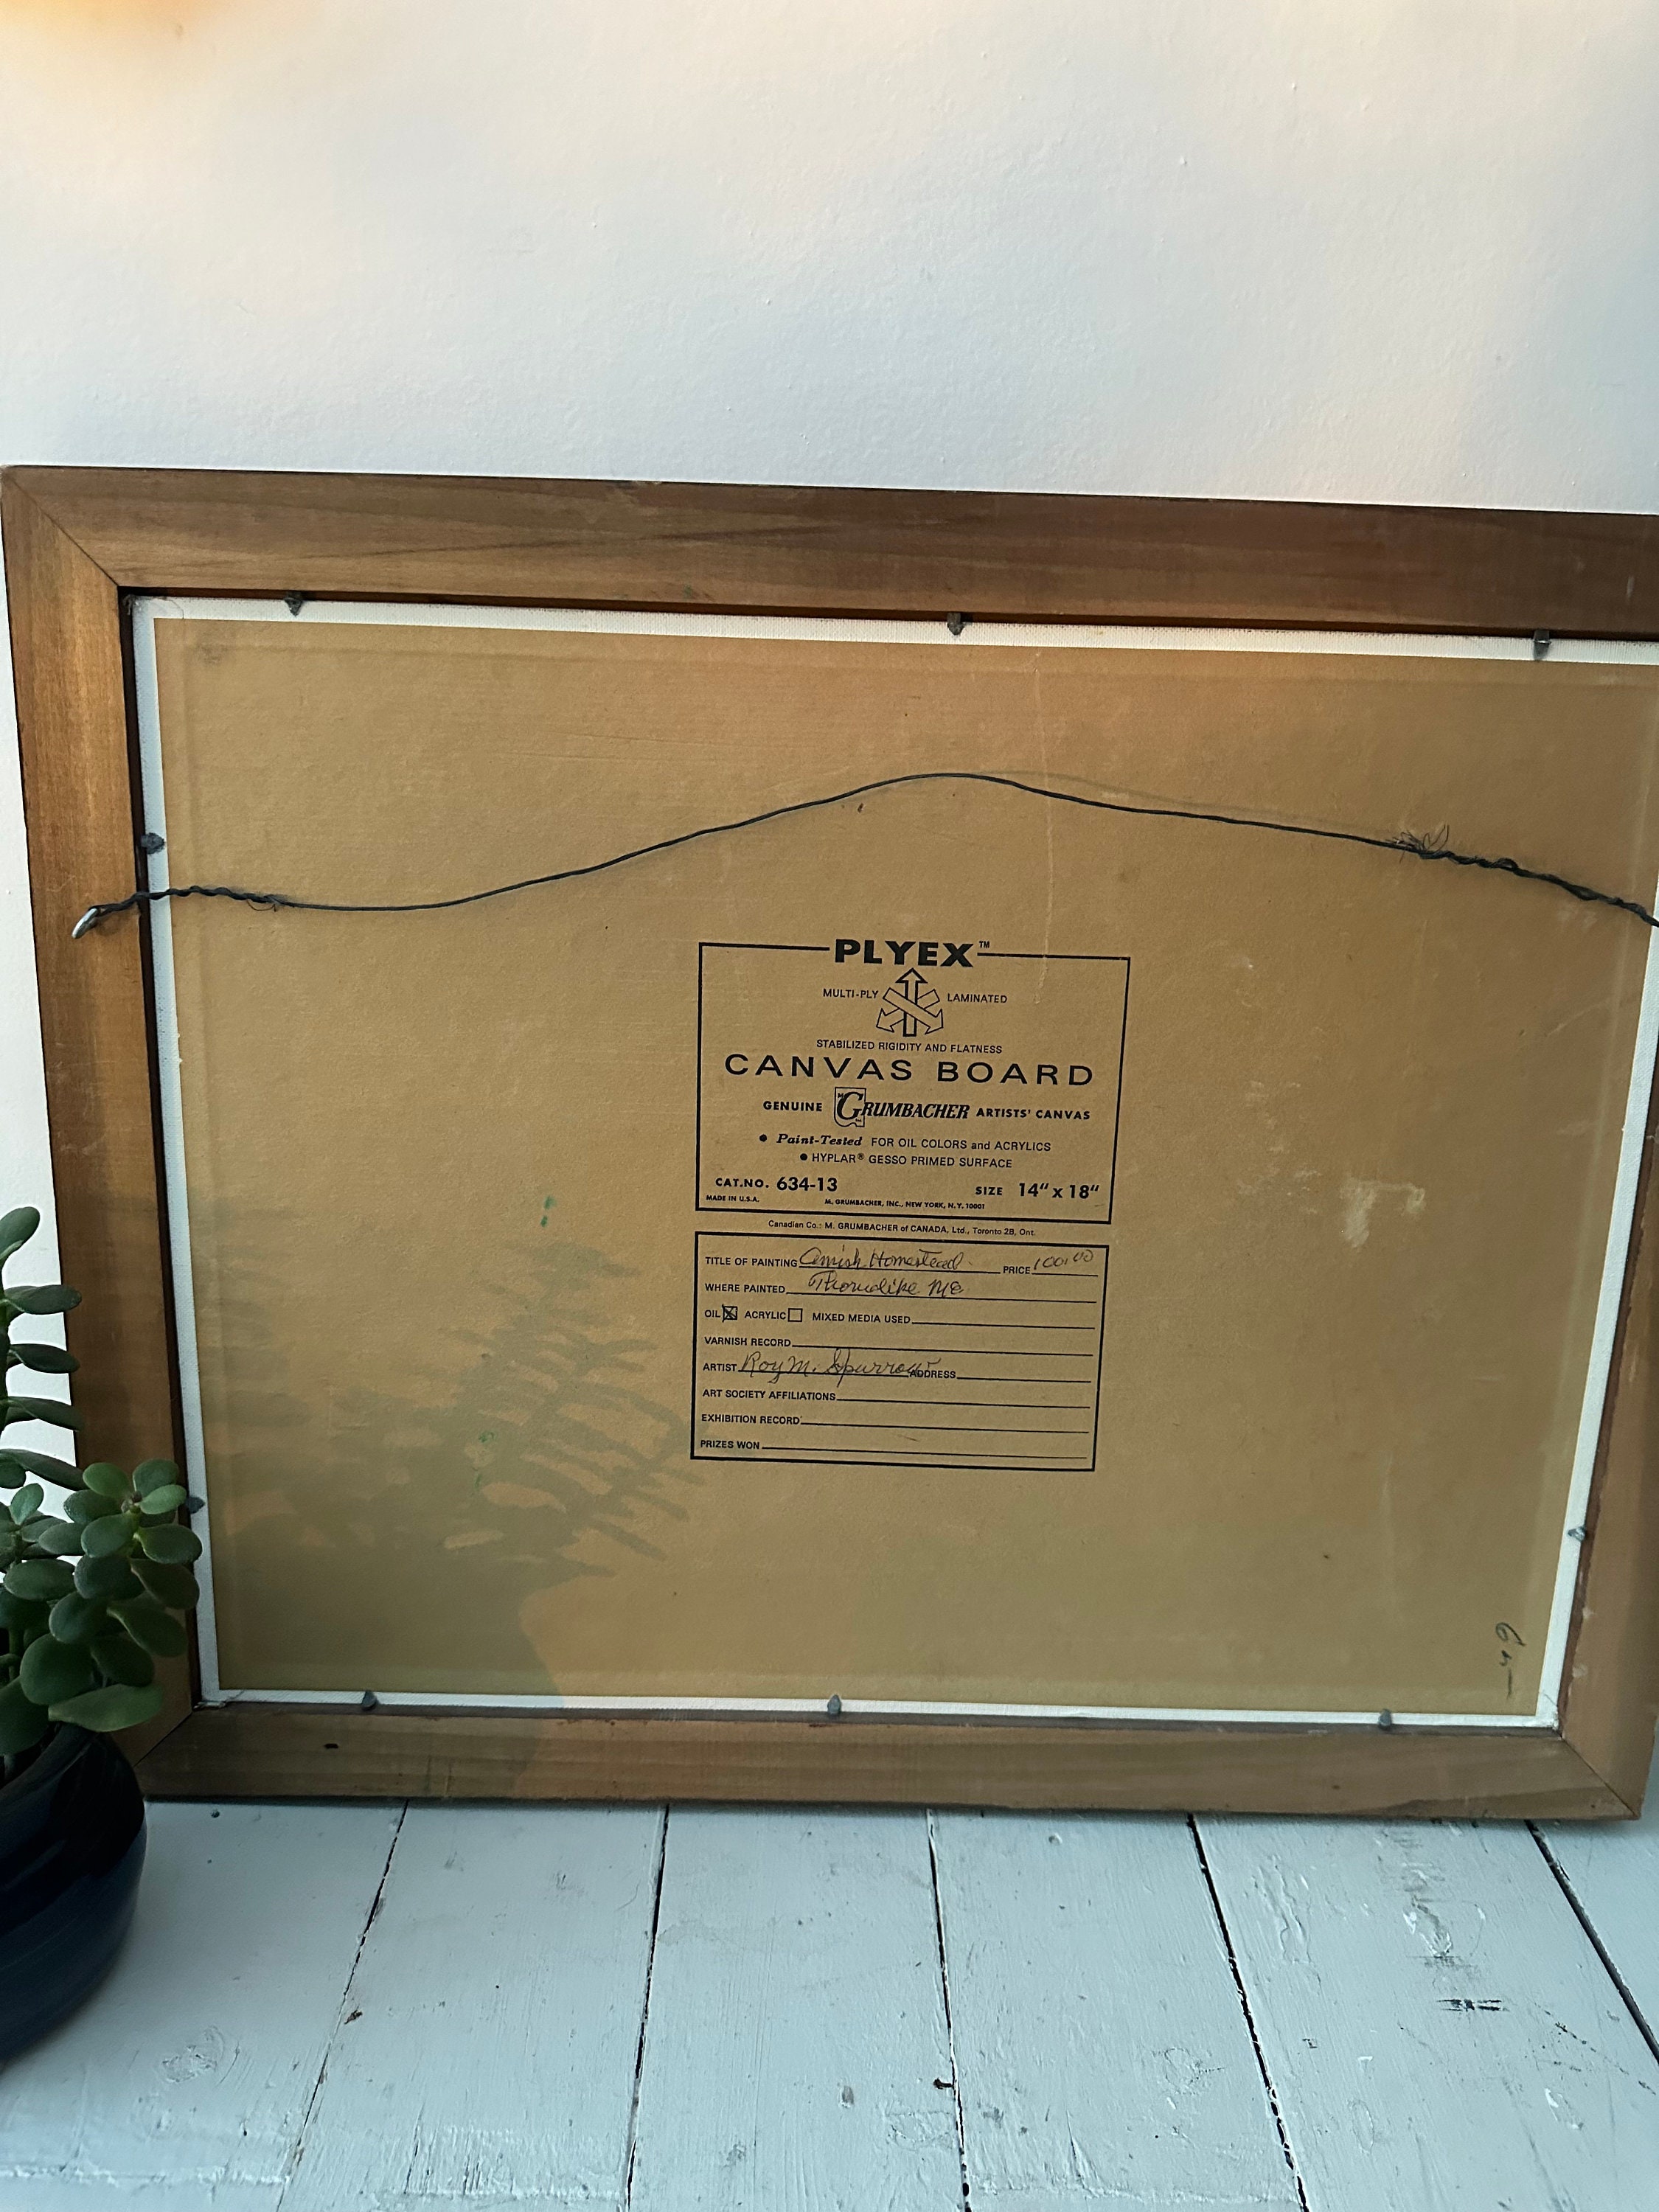 PLYEX™
MULTI-PLY LAMINATED
STABILIZED RIGIDITY AND FLATNESS
CANVAS BOARD
GENUINE GRUMBACHER ARTISTS' CANVAS
• Paint-Tested FOR OIL COLORS and ACRYLICS
• HYPLAR® GESSO PRIMED SURFACE
CAT.NO. 634-13 SIZE 14" x 18"
MADE IN U.S.A. M. GRUMBACHER, INC., NEW YORK, N.Y. 10001
Canadian Co.: M. GRUMBACHER of CANADA, Ltd., Toronto 2B, Ont.
TITLE OF PAINTING Amish Homestead PRICE 100.00
WHERE PAINTED Thorndike Me
OIL ☒ ACRYLIC ☐ MIXED MEDIA USED
VARNISH RECORD
ARTIST Roy M. Sparrow ADDRESS
ART SOCIETY AFFILIATIONS
EXHIBITION RECORD
PRIZES WON